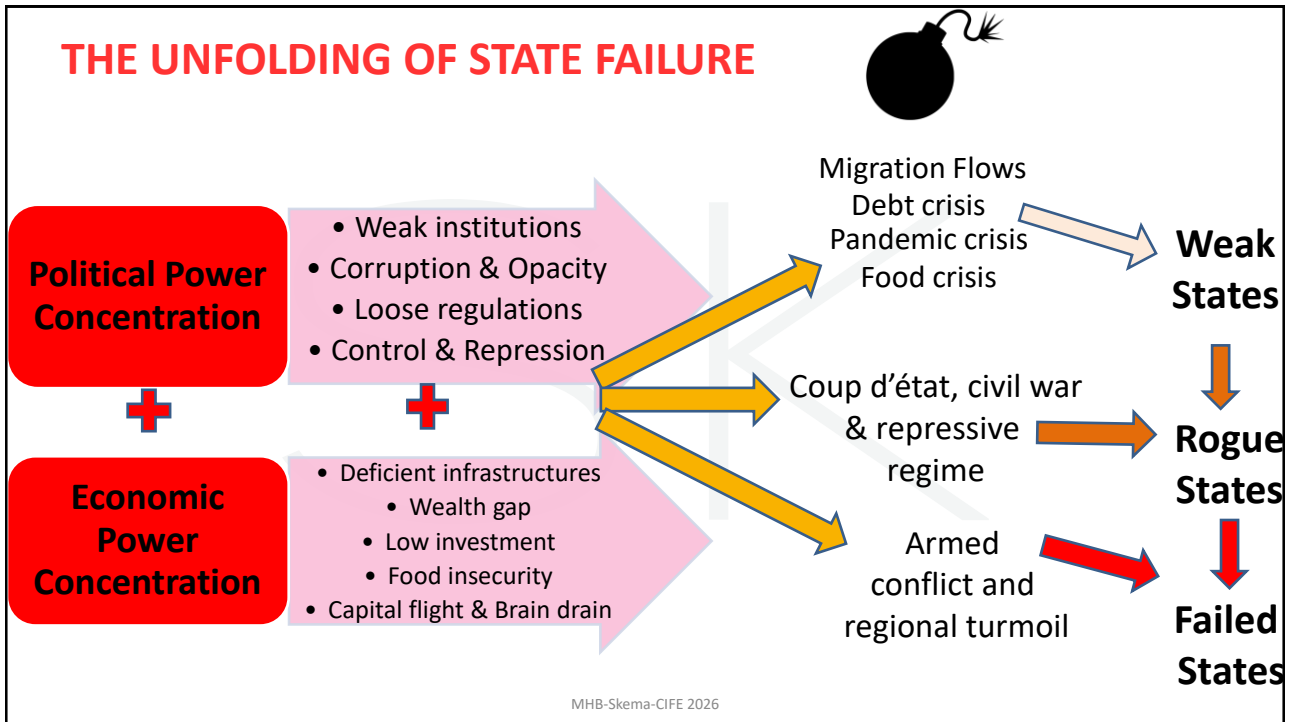 THE UNFOLDING OF STATE FAILURE
Political Power
Concentration
• Weak institutions
• Corruption & Opacity
• Loose regulations
• Control & Repression
Economic
Power
Concentration
• Deficient infrastructures
• Wealth gap
• Low investment
• Food insecurity
• Capital flight & Brain drain
Migration Flows
Debt crisis
Pandemic crisis
Food crisis
Coup d’état, civil war
& repressive
regime
Armed
conflict and
regional turmoil
Weak
States
Rogue
States
Failed
States
MHB-Skema-CIFE 2026